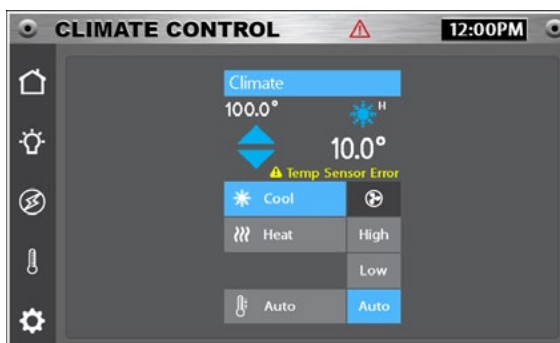 CLIMATE CONTROL 12:00PM
Climate
100.0° H
10.0°
Temp Sensor Error
Cool
Heat High
Low
Auto Auto